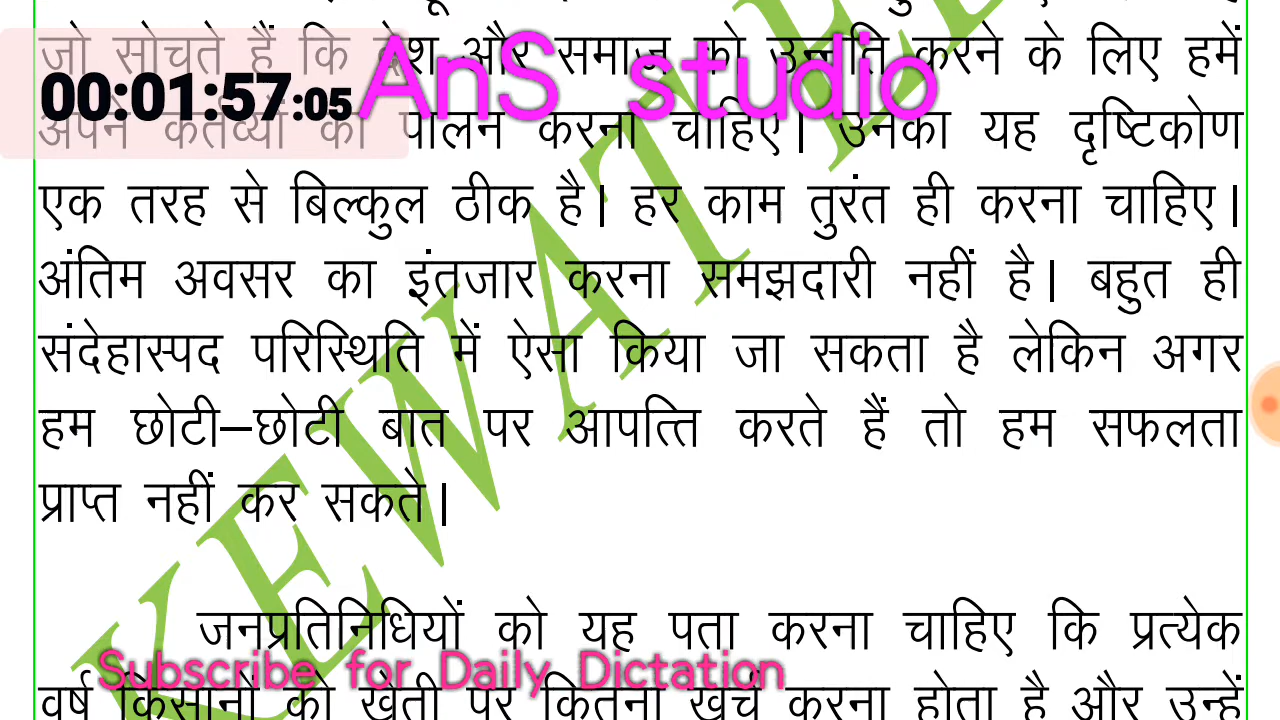 जो सोचते हैं कि देश और समाज को उन्नति करने के लिए हमें
00:01:57:05 AnS studio
अपने कर्तव्यों का पालन करना चाहिए। उनका यह दृष्टिकोण
एक तरह से बिल्कुल ठीक है। हर काम तुरंत ही करना चाहिए।
अंतिम अवसर का इंतजार करना समझदारी नहीं है। बहुत ही
संदेहास्पद परिस्थिति में ऐसा किया जा सकता है लेकिन अगर
हम छोटी–छोटी बात पर आपत्ति करते हैं तो हम सफलता
प्राप्त नहीं कर सकते।
जनप्रतिनिधियों को यह पता करना चाहिए कि प्रत्येक
Subscribe for Daily Dictation
वर्ष किसानों को खेती पर कितना खर्च करना होता है और उन्हें
KEWAT